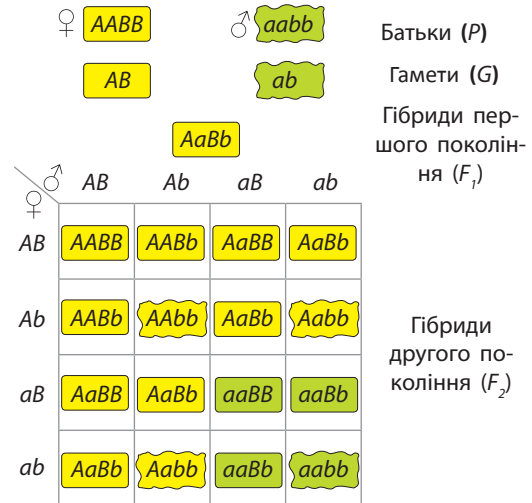 ♀ AABB ♂ aabb Батьки (P)
AB ab Гамети (G)
AaBb
Гібриди пер-
шого поколін-
ня (F₁)
♂ AB Ab aB ab
♀
AB AABB AABb AaBB AaBb
Ab AABb AAbb AaBb Aabb
aB AaBB AaBb aaBB aaBb
ab AaBb Aabb aaBb aabb
Гібриди
другого по-
коління (F₂)